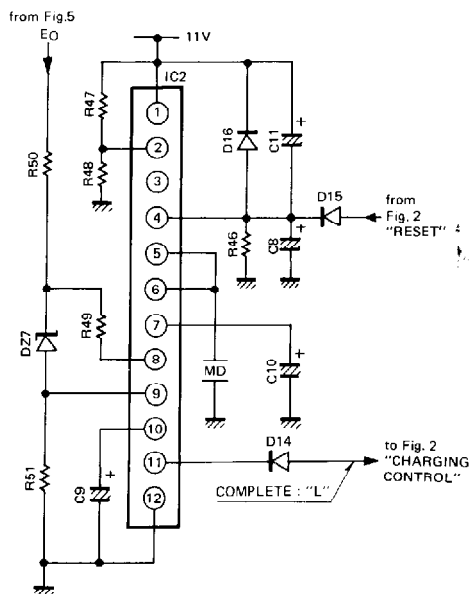 from Fig.5
EO
11V
IC2
R47
R48
R50
R49
DZ7
R51
C9
1
2
3
4
5
6
7
8
9
10
11
12
D16
C11
+
D15
from
Fig. 2
"RESET"
R46
C8
+
MD
C10
+
+
D14
COMPLETE : "L"
to Fig. 2
"CHARGING
CONTROL"